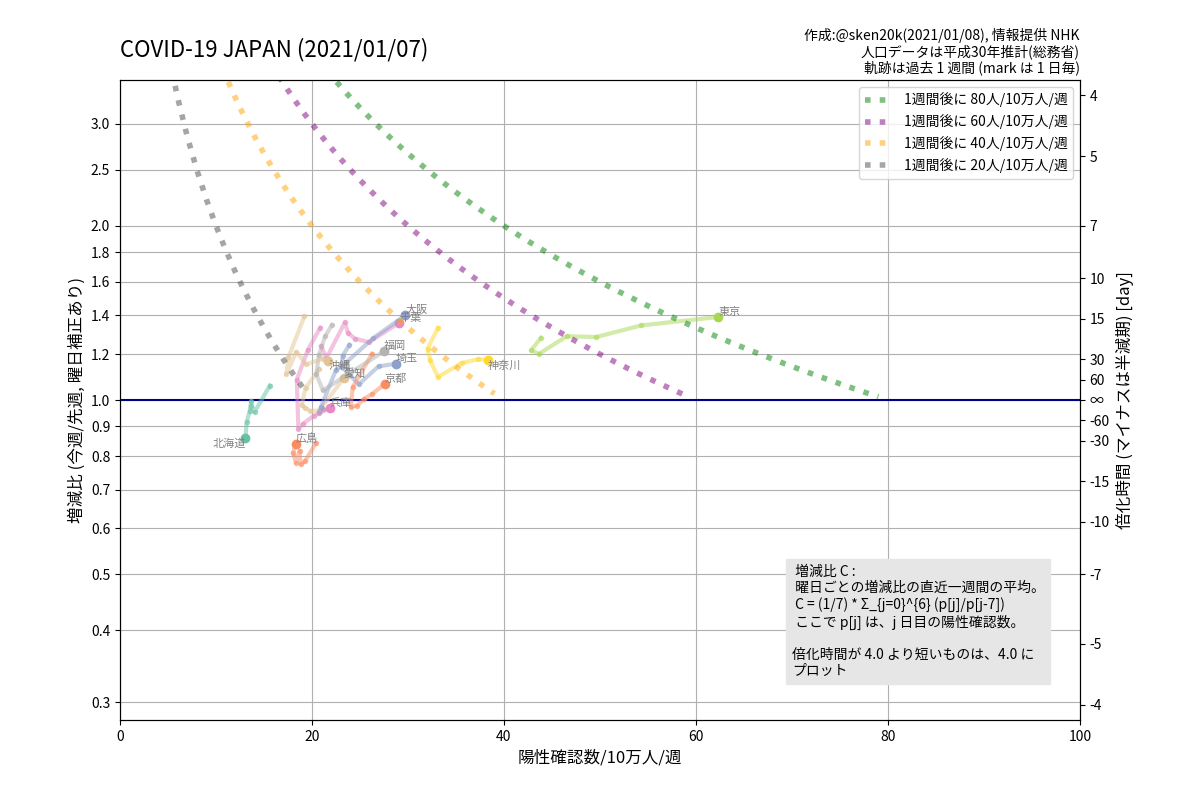 COVID-19 JAPAN (2021/01/07)
作成:@sken20k(2021/01/08), 情報提供 NHK
人口データは平成30年推計(総務省)
軌跡は過去 1 週間 (mark は 1 日毎)
1週間後に 80人/10万人/週
1週間後に 60人/10万人/週
1週間後に 40人/10万人/週
1週間後に 20人/10万人/週
増減比 (今週/先週, 曜日補正あり)
3.0
2.5
2.0
1.8
1.6
1.4
1.2
1.0
0.9
0.8
0.7
0.6
0.5
0.4
0.3
大阪
東京
福岡
埼玉
神奈川
沖縄
愛知
京都
兵庫
広島
北海道
4
5
7
10
15
30
60
∞
-60
-30
-15
-10
-7
-5
-4
倍化時間 (マイナスは半減期) [day]
増減比 C :
曜日ごとの増減比の直近一週間の平均。
C = (1/7) * Σ_{j=0}^{6} (p[j]/p[j-7])
ここで p[j] は、j 日目の陽性確認数。
倍化時間が 4.0 より短いものは、4.0 に
プロット
0
20
40
60
80
100
陽性確認数/10万人/週